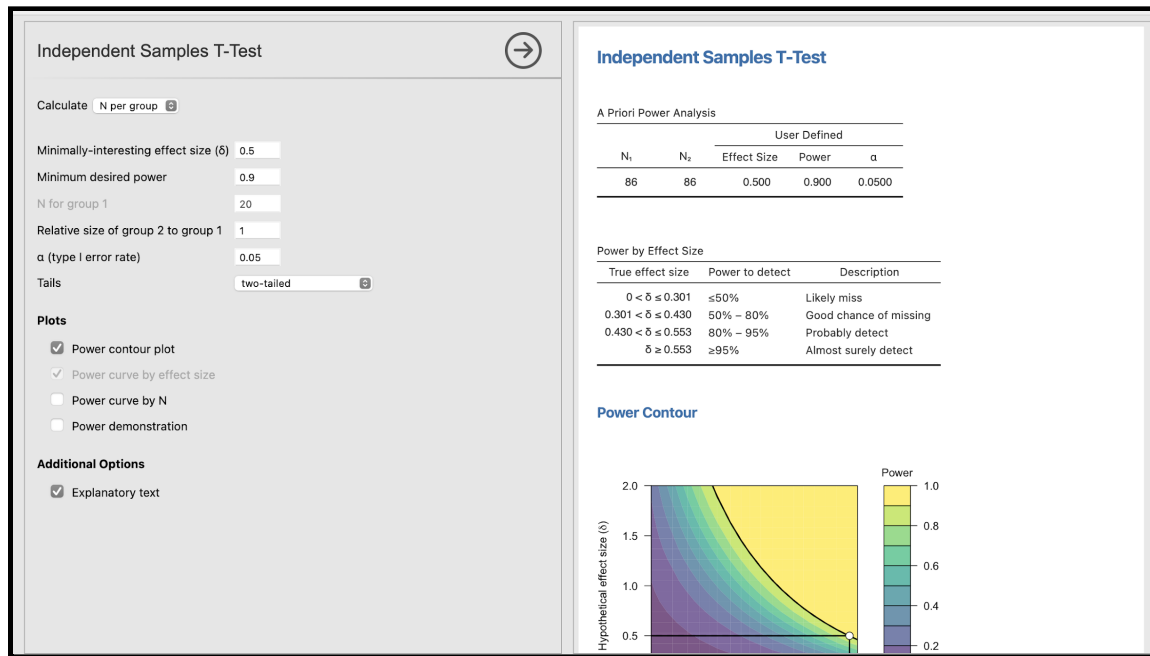 Independent Samples T-Test
Calculate N per group
Minimally-interesting effect size (δ) 0.5
Minimum desired power 0.9
N for group 1 20
Relative size of group 2 to group 1 1
α (type I error rate) 0.05
Tails two-tailed
Plots
Power contour plot
Power curve by effect size
Power curve by N
Power demonstration
Additional Options
Explanatory text
Independent Samples T-Test
A Priori Power Analysis
User Defined
N₁ N₂ Effect Size Power α
86 86 0.500 0.900 0.0500
Power by Effect Size
True effect size Power to detect Description
0 < δ ≤ 0.301 ≤50% Likely miss
0.301 < δ ≤ 0.430 50% – 80% Good chance of missing
0.430 < δ ≤ 0.553 80% – 95% Probably detect
δ ≥ 0.553 ≥95% Almost surely detect
Power Contour
Power
2.0
1.5
1.0
0.5
Hypothetical effect size (δ)
1.0
0.8
0.6
0.4
0.2